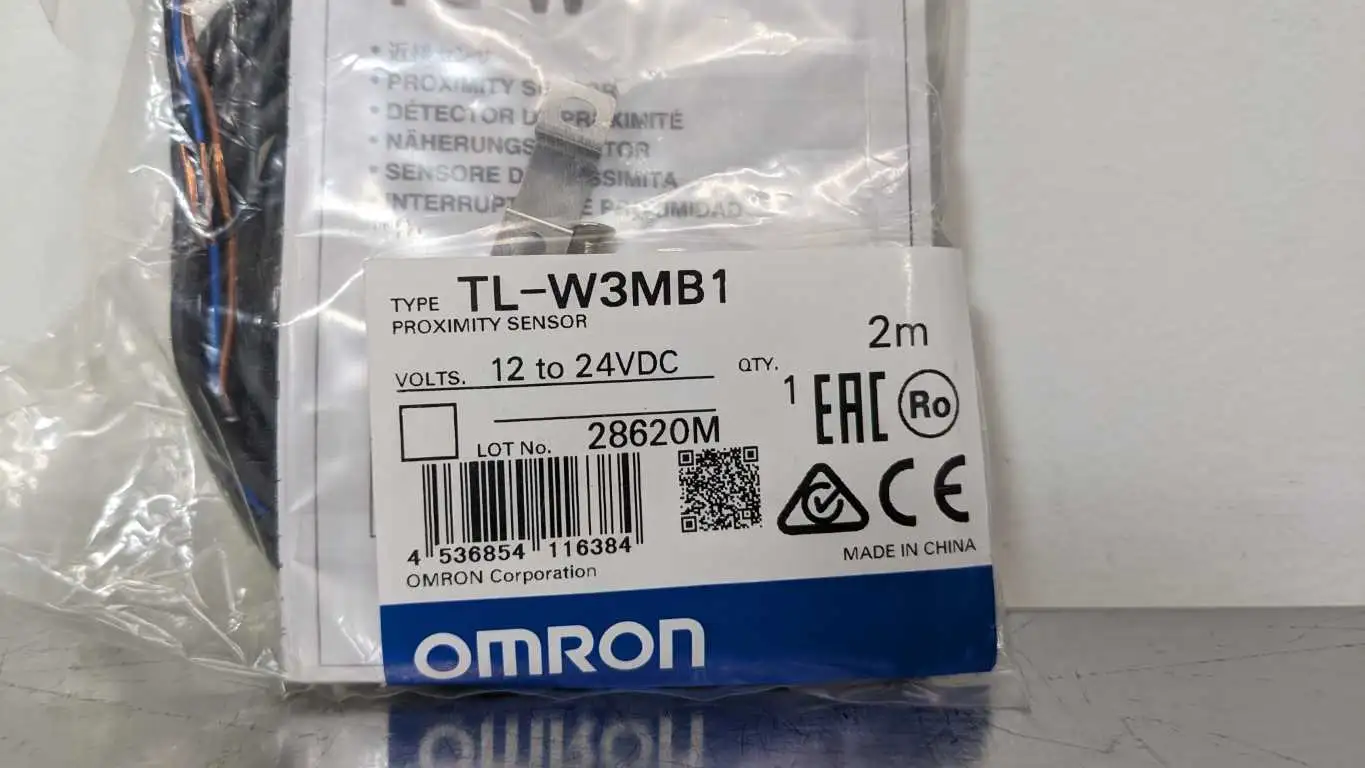 • PROXIMITY
• DÉTECTOR
• NÄHERUNGS
• SENSORE
TYPE TL-W3MB1
PROXIMITY SENSOR
2m
VOLTS. 12 to 24VDC QTY. 1
EAC Ro
LOT No. 28620M
CE
4 536854 116384
MADE IN CHINA
OMRON Corporation
OMRON